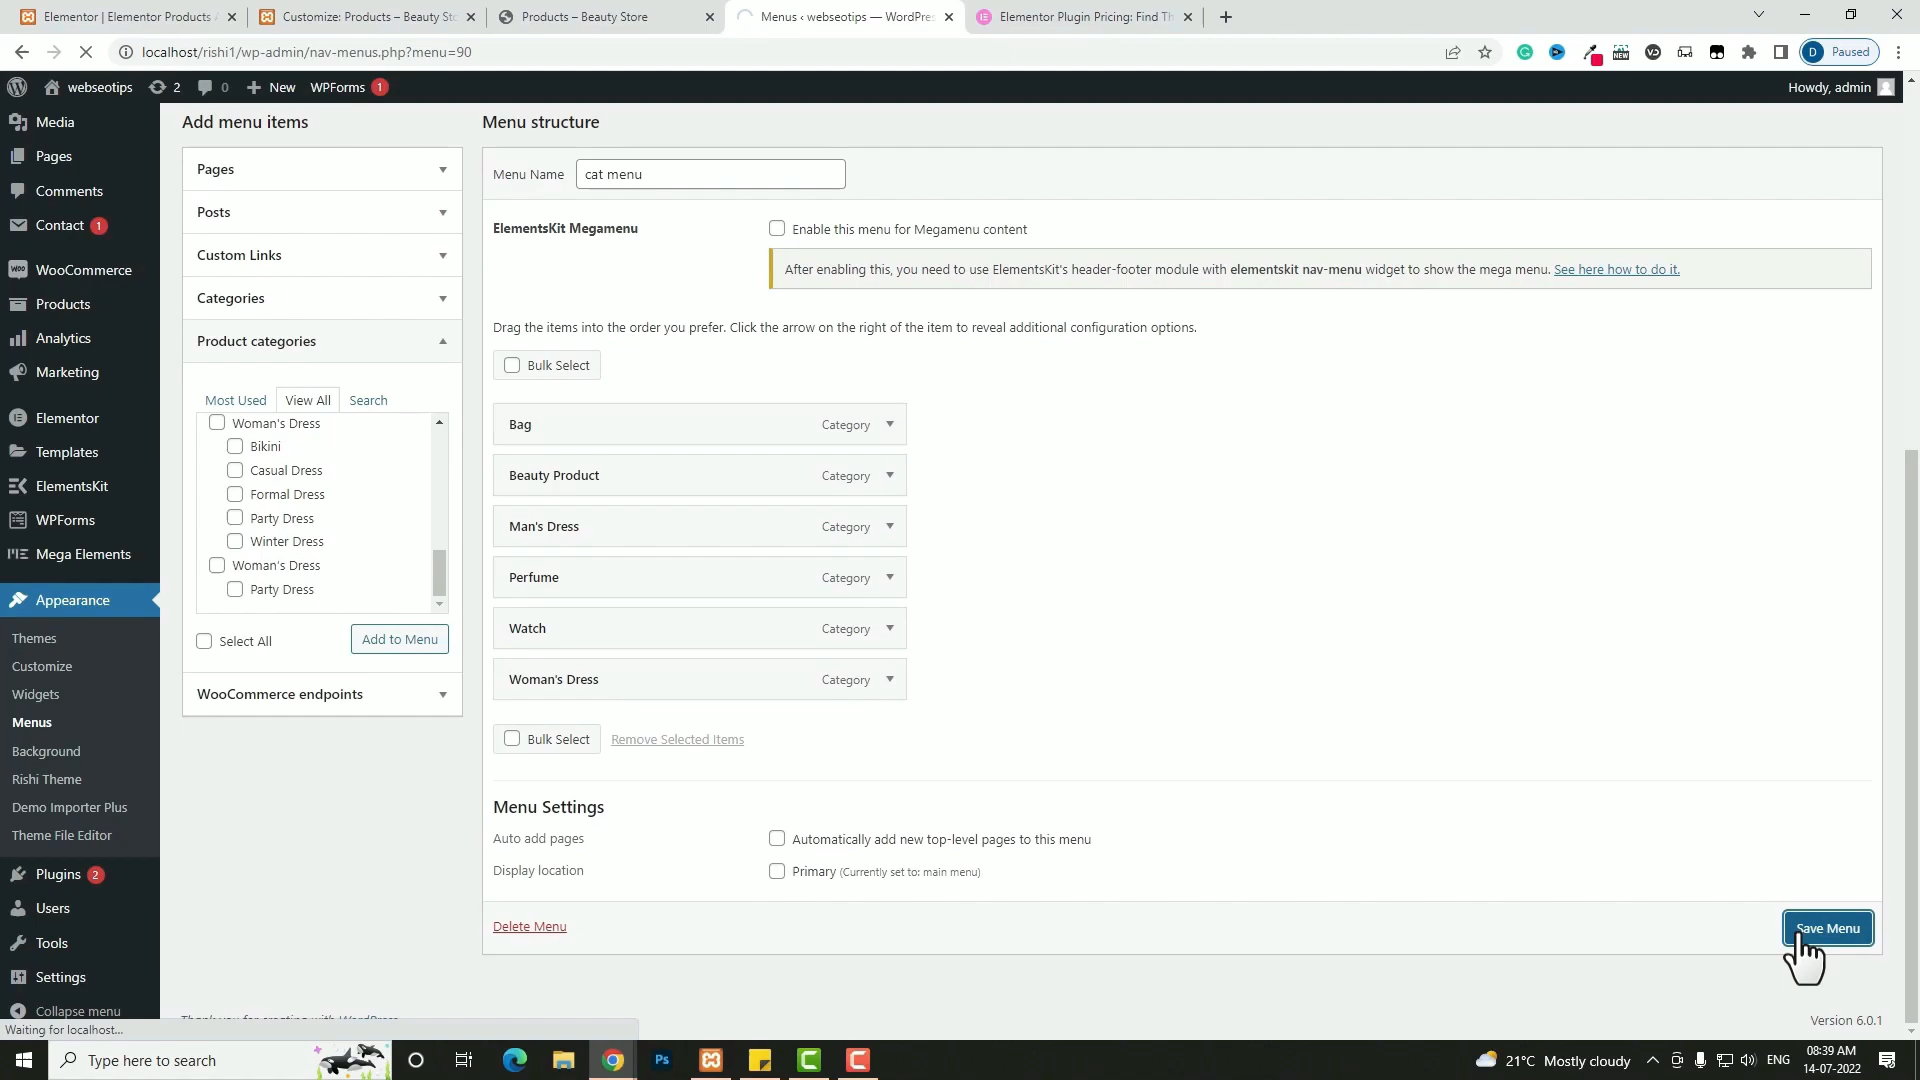 Elementor | Elementor Products A
Customize: Products – Beauty Sto
Products – Beauty Store
Menus ‹ webseotips — WordPres
Elementor Plugin Pricing: Find Th
localhost/rishi1/wp-admin/nav-menus.php?menu=90
NEW
D Paused
webseotips
2
0
New
WPForms 1
Howdy, admin
Media
Pages
Comments
Contact 1
WooCommerce
Products
Analytics
Marketing
Elementor
Templates
ElementsKit
WPForms
Mega Elements
Appearance
Themes
Customize
Widgets
Menus
Background
Rishi Theme
Demo Importer Plus
Theme File Editor
Plugins 2
Users
Tools
Settings
Collapse menu
Add menu items
Pages
Posts
Custom Links
Categories
Product categories
Most Used
View All
Search
Woman's Dress
Bikini
Casual Dress
Formal Dress
Party Dress
Winter Dress
Woman's Dress
Party Dress
Select All
Add to Menu
WooCommerce endpoints
Menu structure
Menu Name
cat menu
ElementsKit Megamenu
Enable this menu for Megamenu content
After enabling this, you need to use ElementsKit's header-footer module with elementskit nav-menu widget to show the mega menu. See here how to do it.
Drag the items into the order you prefer. Click the arrow on the right of the item to reveal additional configuration options.
Bulk Select
Bag Category
Beauty Product Category
Man's Dress Category
Perfume Category
Watch Category
Woman's Dress Category
Bulk Select
Remove Selected Items
Menu Settings
Auto add pages
Automatically add new top-level pages to this menu
Display location
Primary (Currently set to: main menu)
Delete Menu
Save Menu
Thank you for creating with WordPress
Version 6.0.1
Waiting for localhost...
Type here to search
Ps
21°C Mostly cloudy
ENG
08:39 AM
14-07-2022